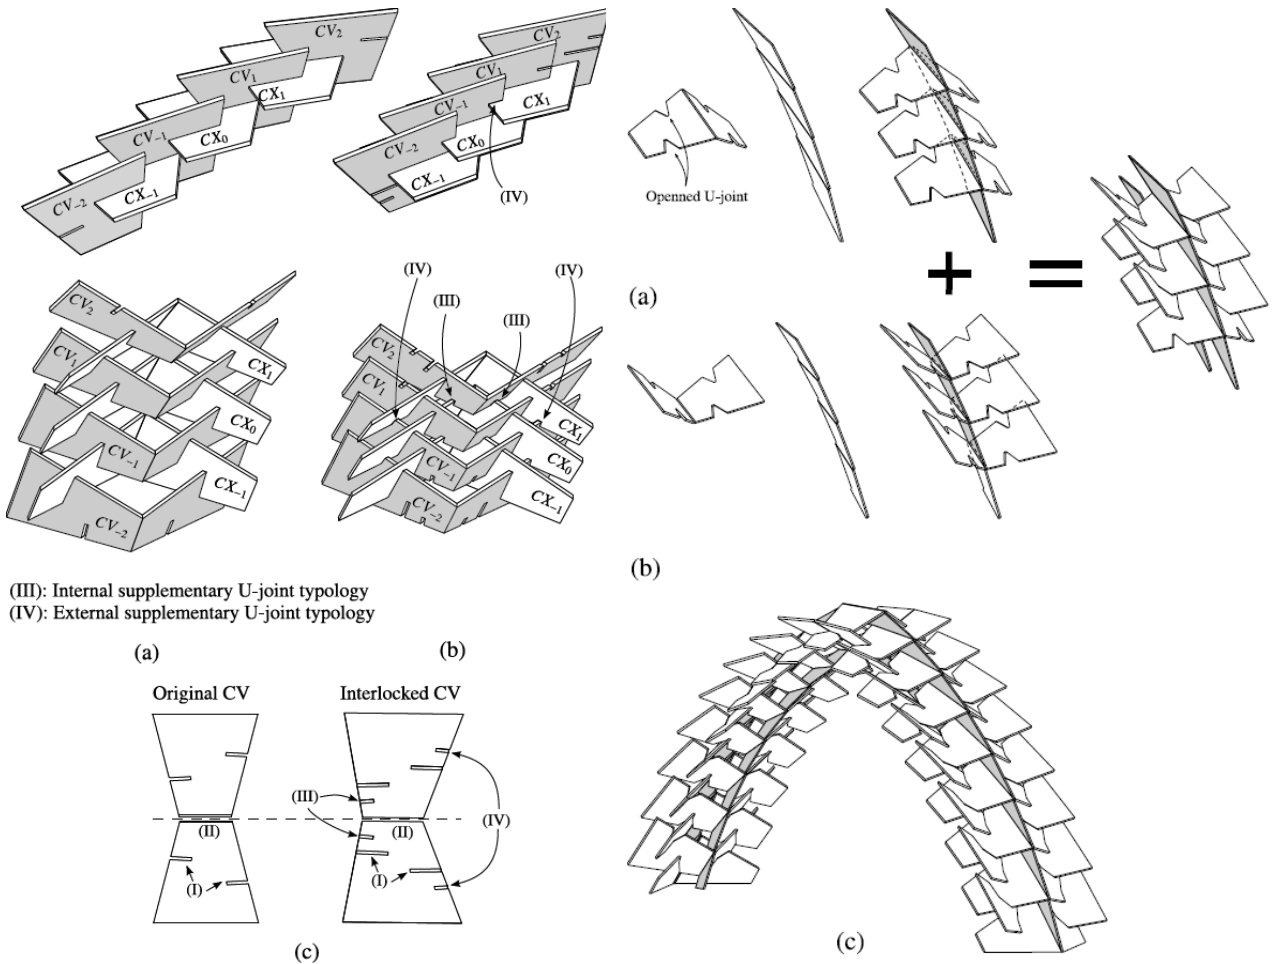 CV₂
CV₁
CX₁
CV₋₁
CX₀
CX₋₁
CV₋₂
CV₂
CV₁
CV₋₁
CX₁
CX₀
CV₋₂
CX₋₁
(IV)
CV₂
CV₁
CX₁
CX₀
CV₋₁
CX₋₁
CV₋₂
(IV)
(IV)
(III)
(III)
CV₂
CV₁
CX₁
CX₀
CV₋₁
CX₋₁
CV₋₂
(III): Internal supplementary U-joint typology
(IV): External supplementary U-joint typology
(a)
(b)
Original CV
Interlocked CV
(II)
(I)
(III)
(II)
(I)
(IV)
(c)
Openned U-joint
(a)
+
=
(b)
(c)